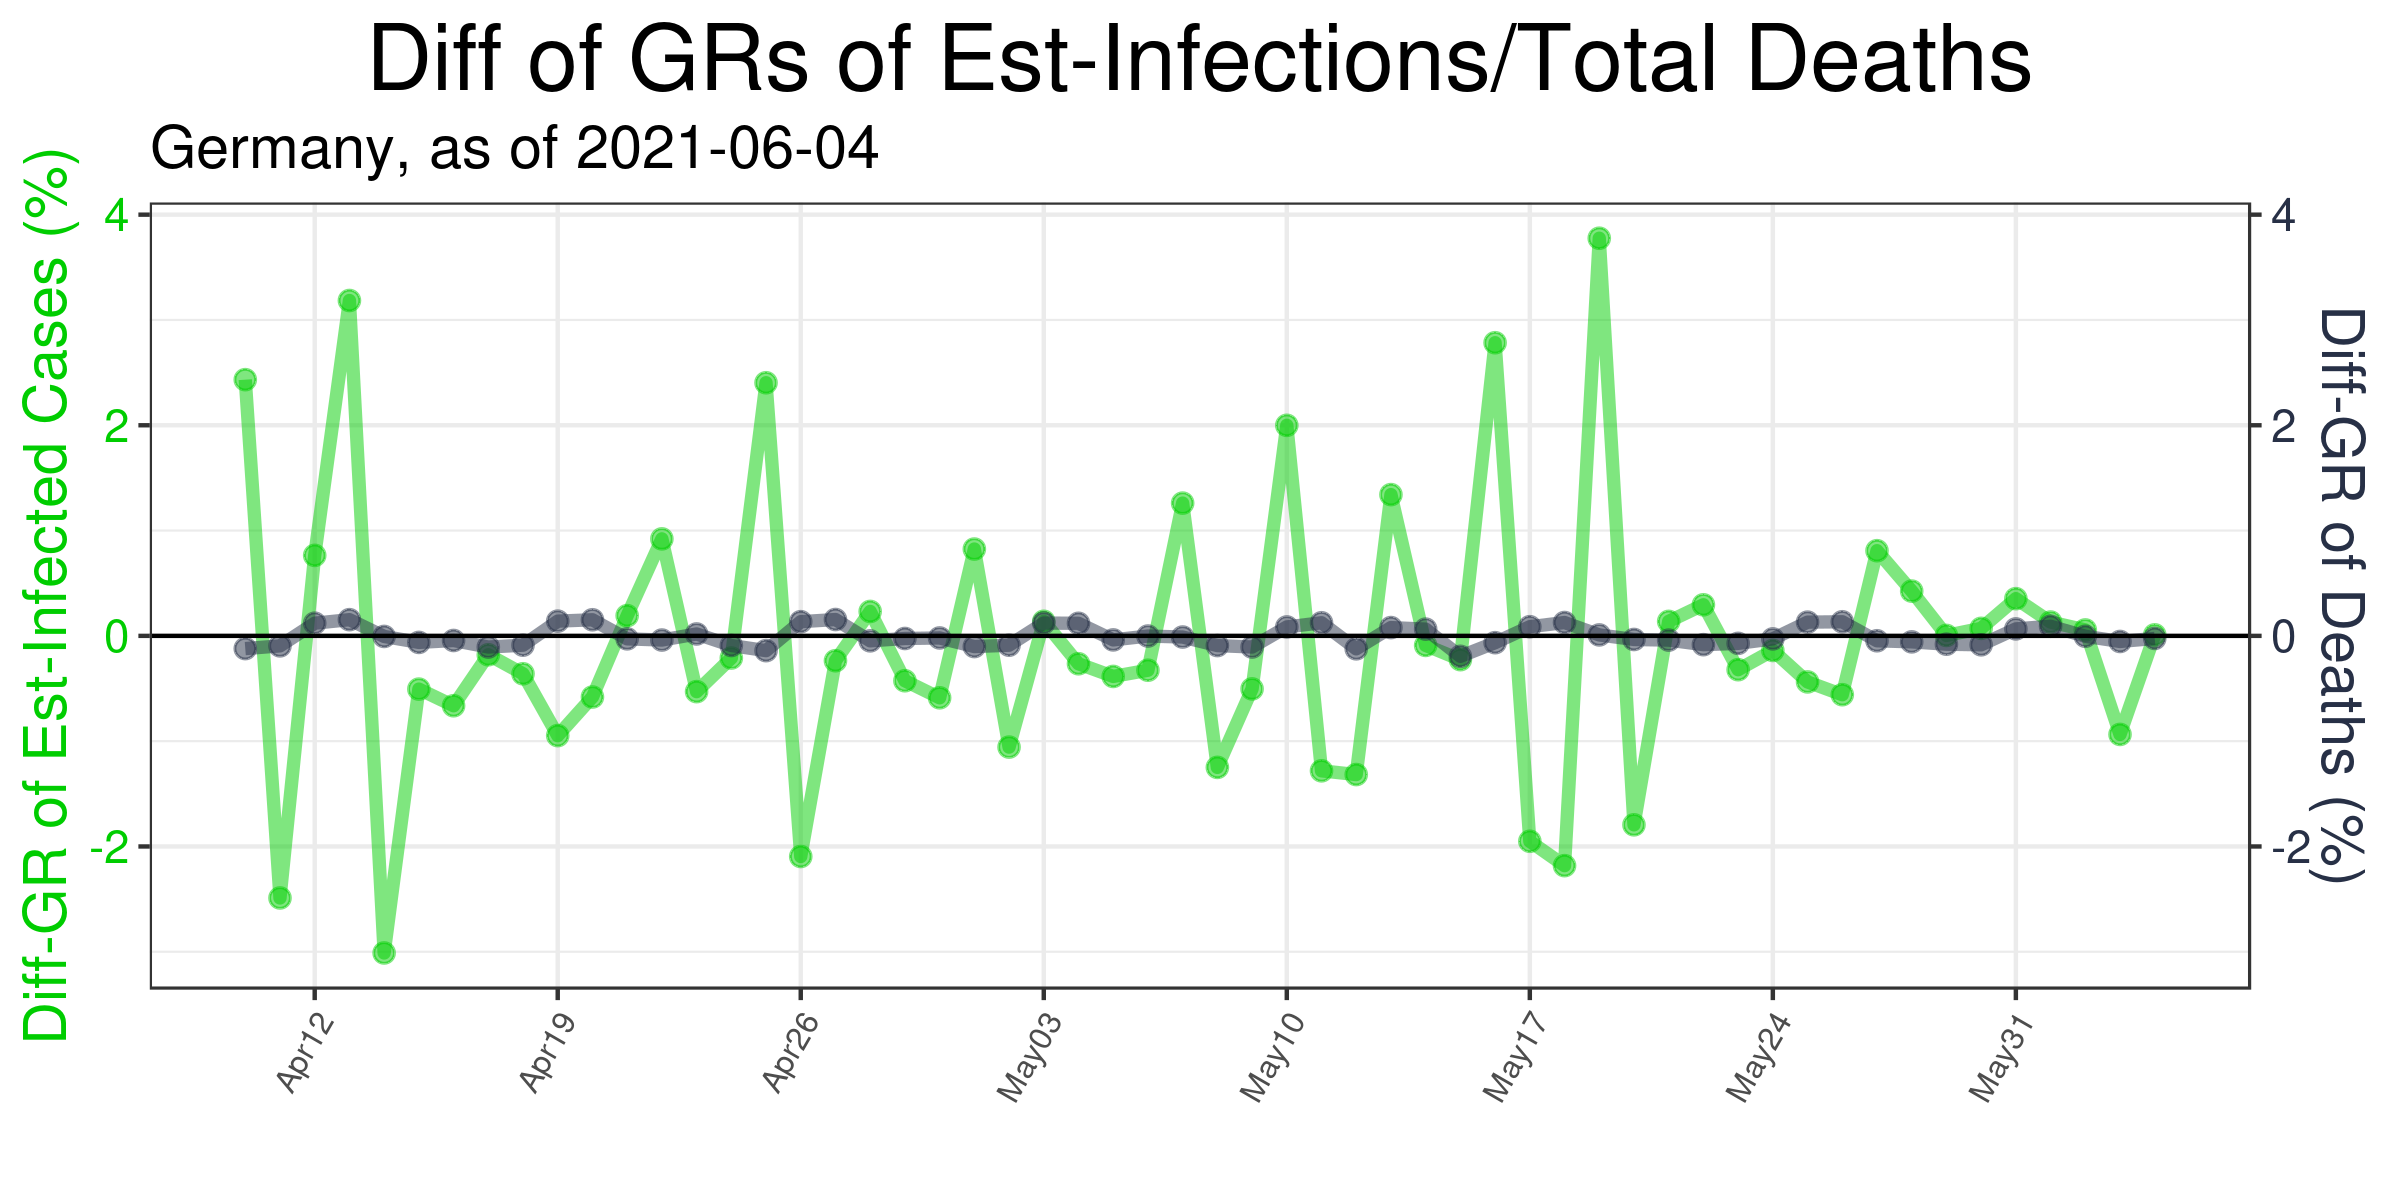 Diff of GRs of Est-Infections/Total Deaths
Germany, as of 2021-06-04
Diff-GR of Est-Infected Cases (%)
4
2
0
-2
4
2
0
-2
Diff-GR of Deaths (%)
Apr12
Apr19
Apr26
May03
May10
May17
May24
May31